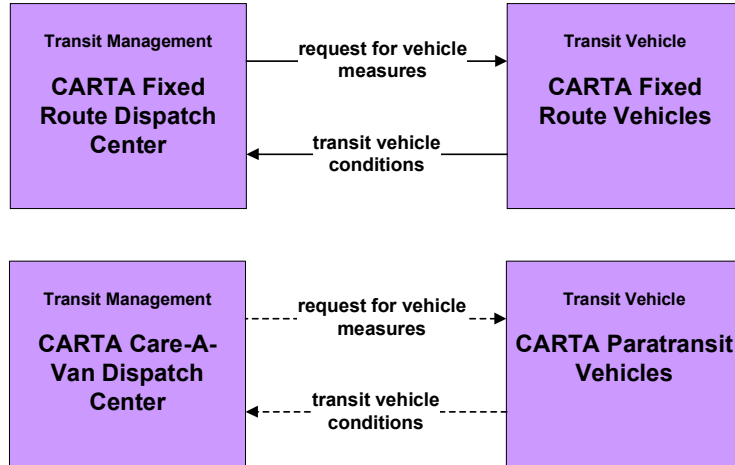 Transit Management
CARTA Fixed
Route Dispatch
Center
request for vehicle
measures
transit vehicle
conditions
Transit Vehicle
CARTA Fixed
Route Vehicles
Transit Management
CARTA Care-A-
Van Dispatch
Center
request for vehicle
measures
transit vehicle
conditions
Transit Vehicle
CARTA Paratransit
Vehicles